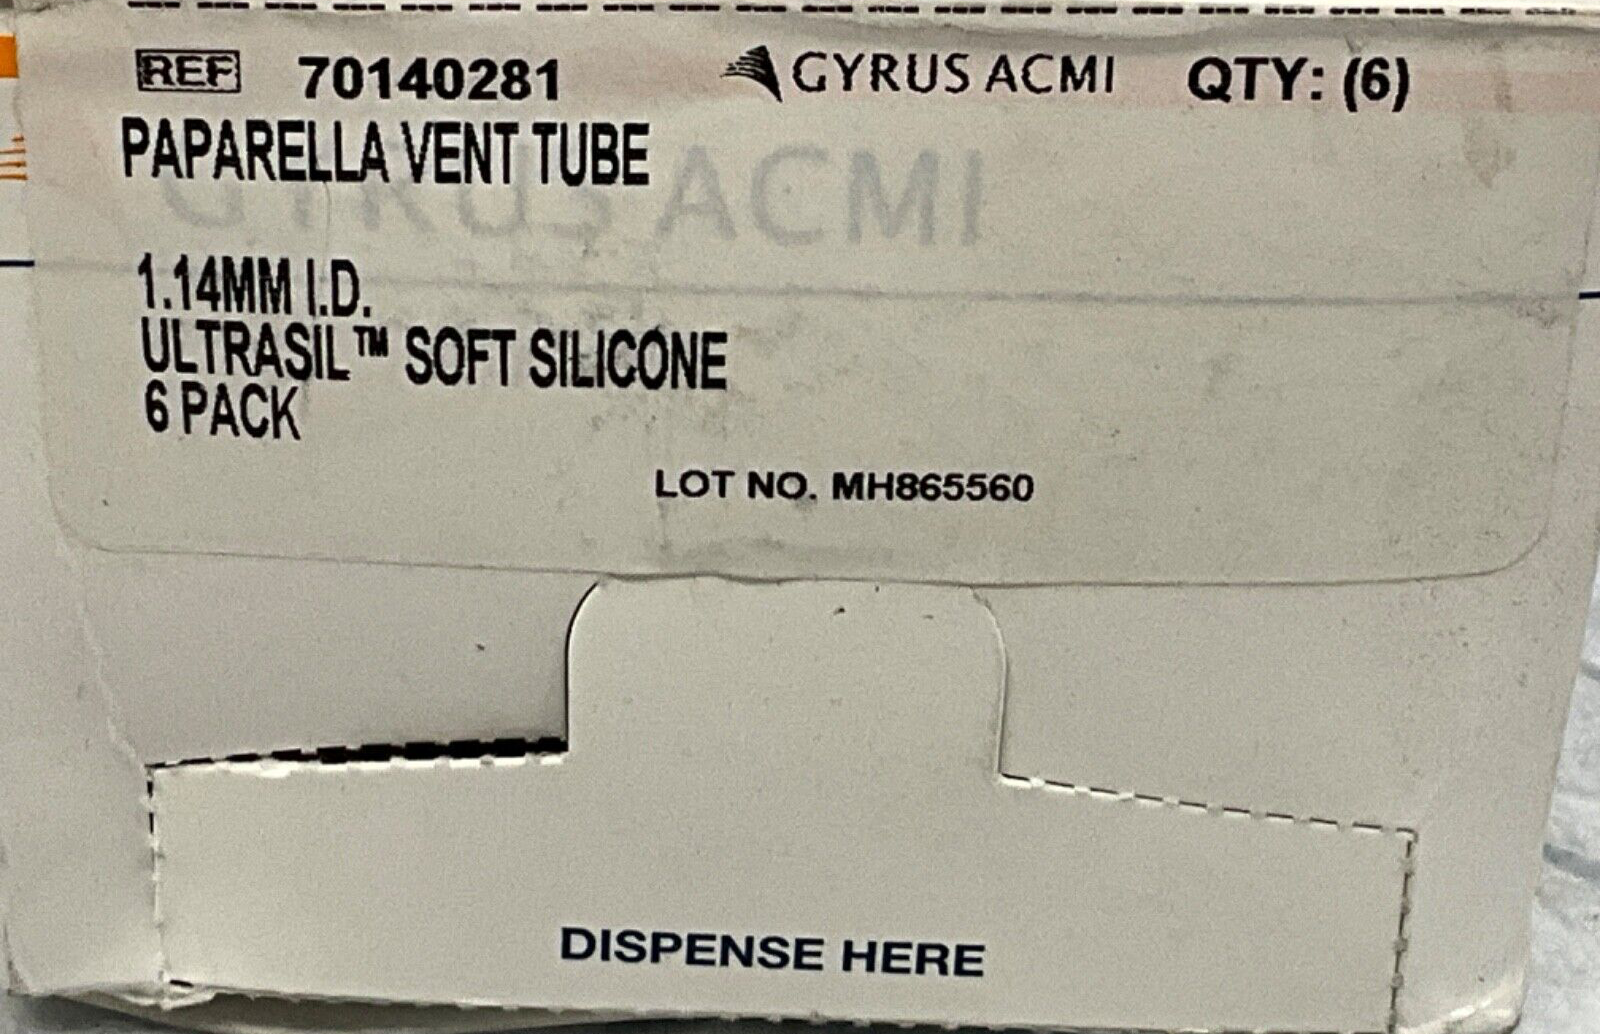 REF 70140281 GYRUS ACMI QTY: (6)
PAPARELLA VENT TUBE
GYRUS ACMI
1.14MM I.D.
ULTRASIL™ SOFT SILICONE
6 PACK
LOT NO. MH865560
DISPENSE HERE